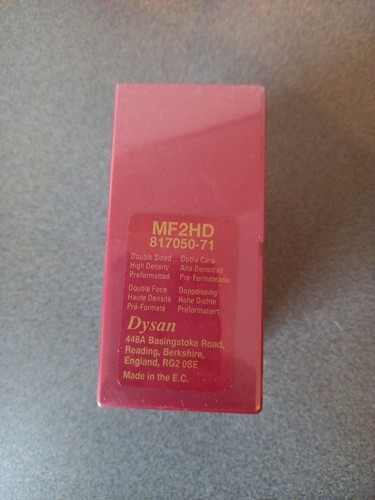 MF2HD
817050-71
Double Sided Doble Cara
High Density Alta Densidad
Preformatted Pre-Formateado
Double Face Doppelseitig
Haute Densité Hohe Dichte
Pré-Formaté Preformatiert
Dysan
448A Basingstoke Road,
Reading, Berkshire,
England, RG2 0SE
Made in the E.C.